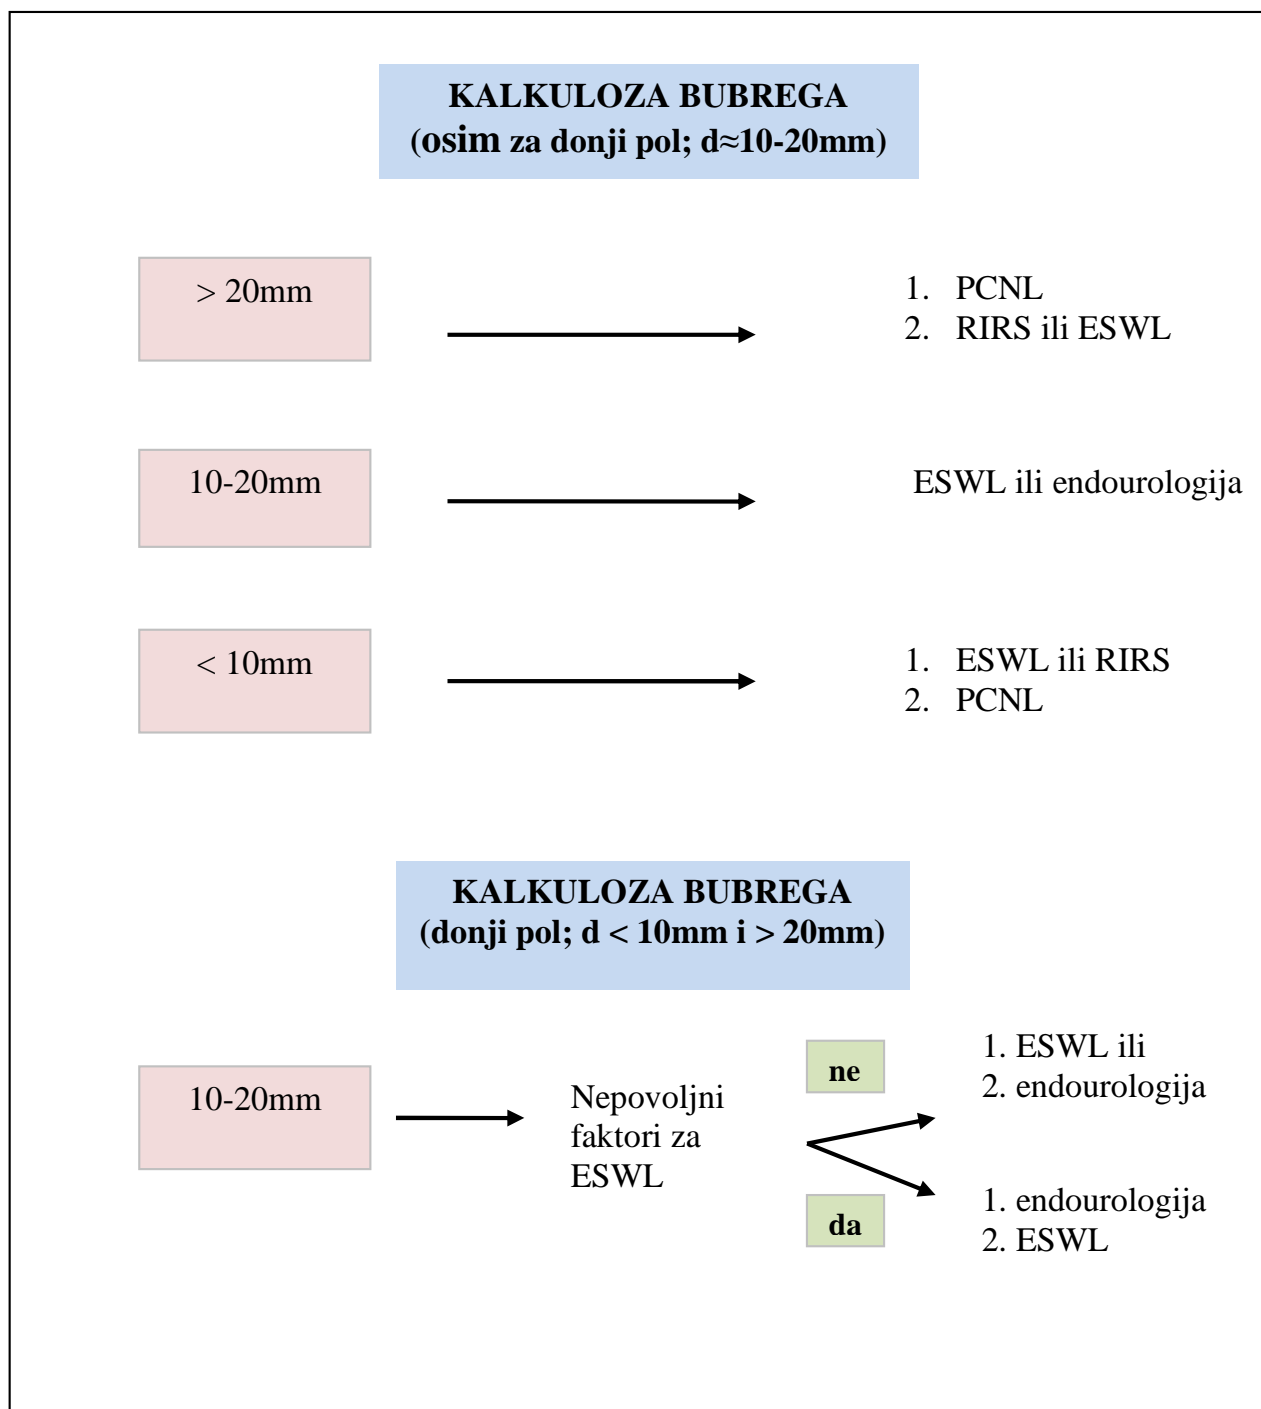 KALKULOZA BUBREGA
(osim za donji pol; d≈10-20mm)
> 20mm
1. PCNL
2. RIRS ili ESWL
10-20mm
ESWL ili endourologija
< 10mm
1. ESWL ili RIRS
2. PCNL
KALKULOZA BUBREGA
(donji pol; d < 10mm i > 20mm)
10-20mm
Nepovoljni
faktori za
ESWL
ne
1. ESWL ili
2. endourologija
da
1. endourologija
2. ESWL